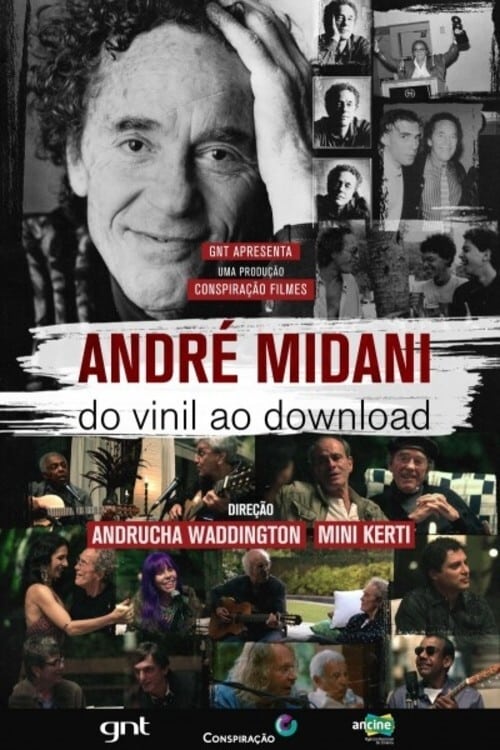 GNT APRESENTA
UMA PRODUÇÃO
CONSPIRAÇÃO FILMES
ANDRÉ MIDANI
do vinil ao download
DIREÇÃO
ANDRUCHA WADDINGTON MINI KERTI
gnt CONSPIRAÇÃO ancine